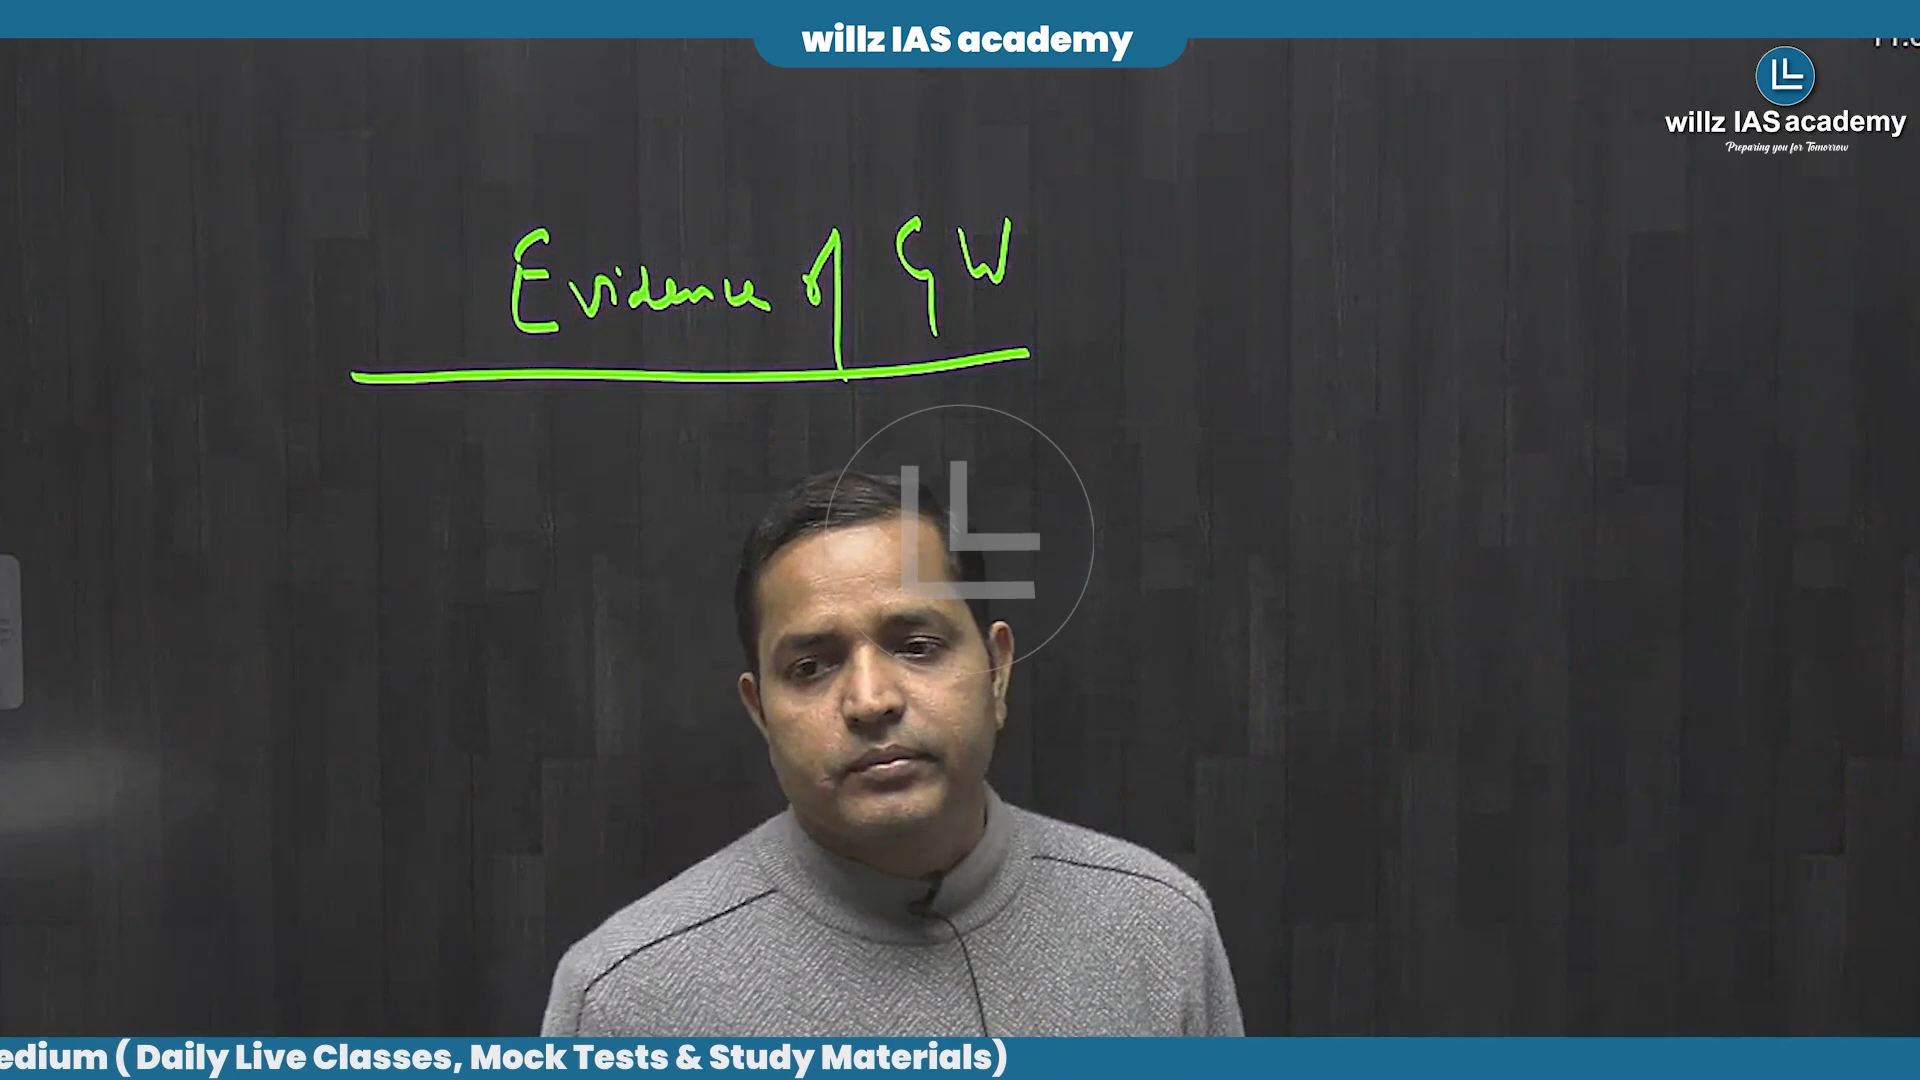 willz IAS academy
willz IAS academy
Preparing you for Tomorrow
Evidence of GW
edium ( Daily Live Classes, Mock Tests & Study Materials)